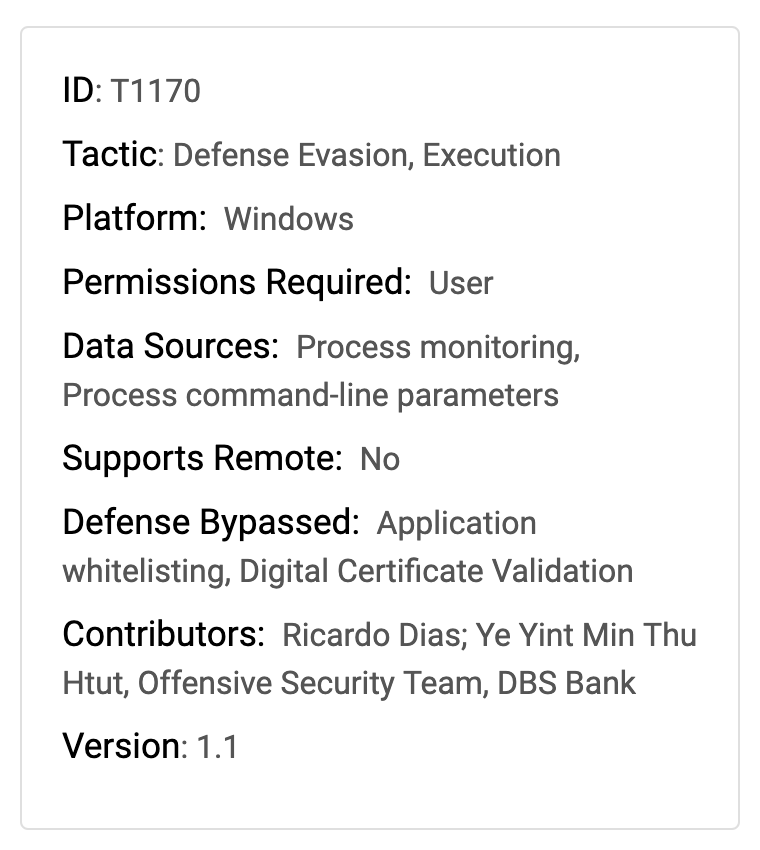 ID: T1170
Tactic: Defense Evasion, Execution
Platform: Windows
Permissions Required: User
Data Sources: Process monitoring,
Process command-line parameters
Supports Remote: No
Defense Bypassed: Application
whitelisting, Digital Certificate Validation
Contributors: Ricardo Dias; Ye Yint Min Thu
Htut, Offensive Security Team, DBS Bank
Version: 1.1